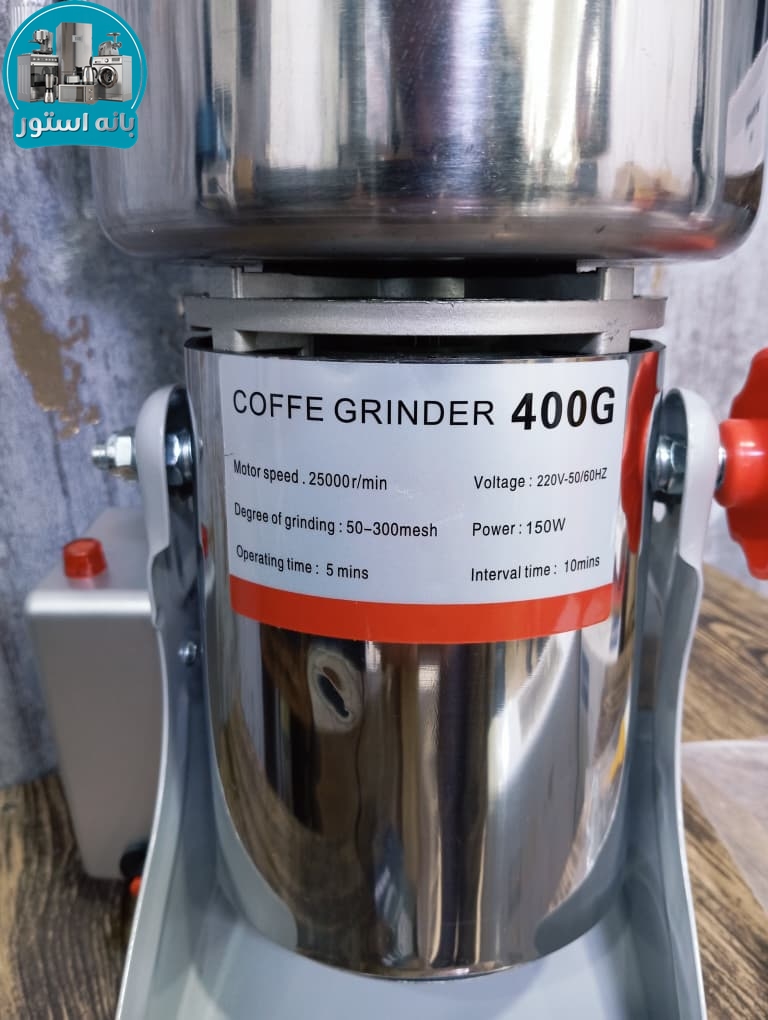 بانه استور
COFFE GRINDER 400G
Motor speed . 25000r/min
Voltage : 220V-50/60HZ
Degree of grinding : 50-300mesh
Power : 150W
Operating time : 5 mins
Interval time : 10mins